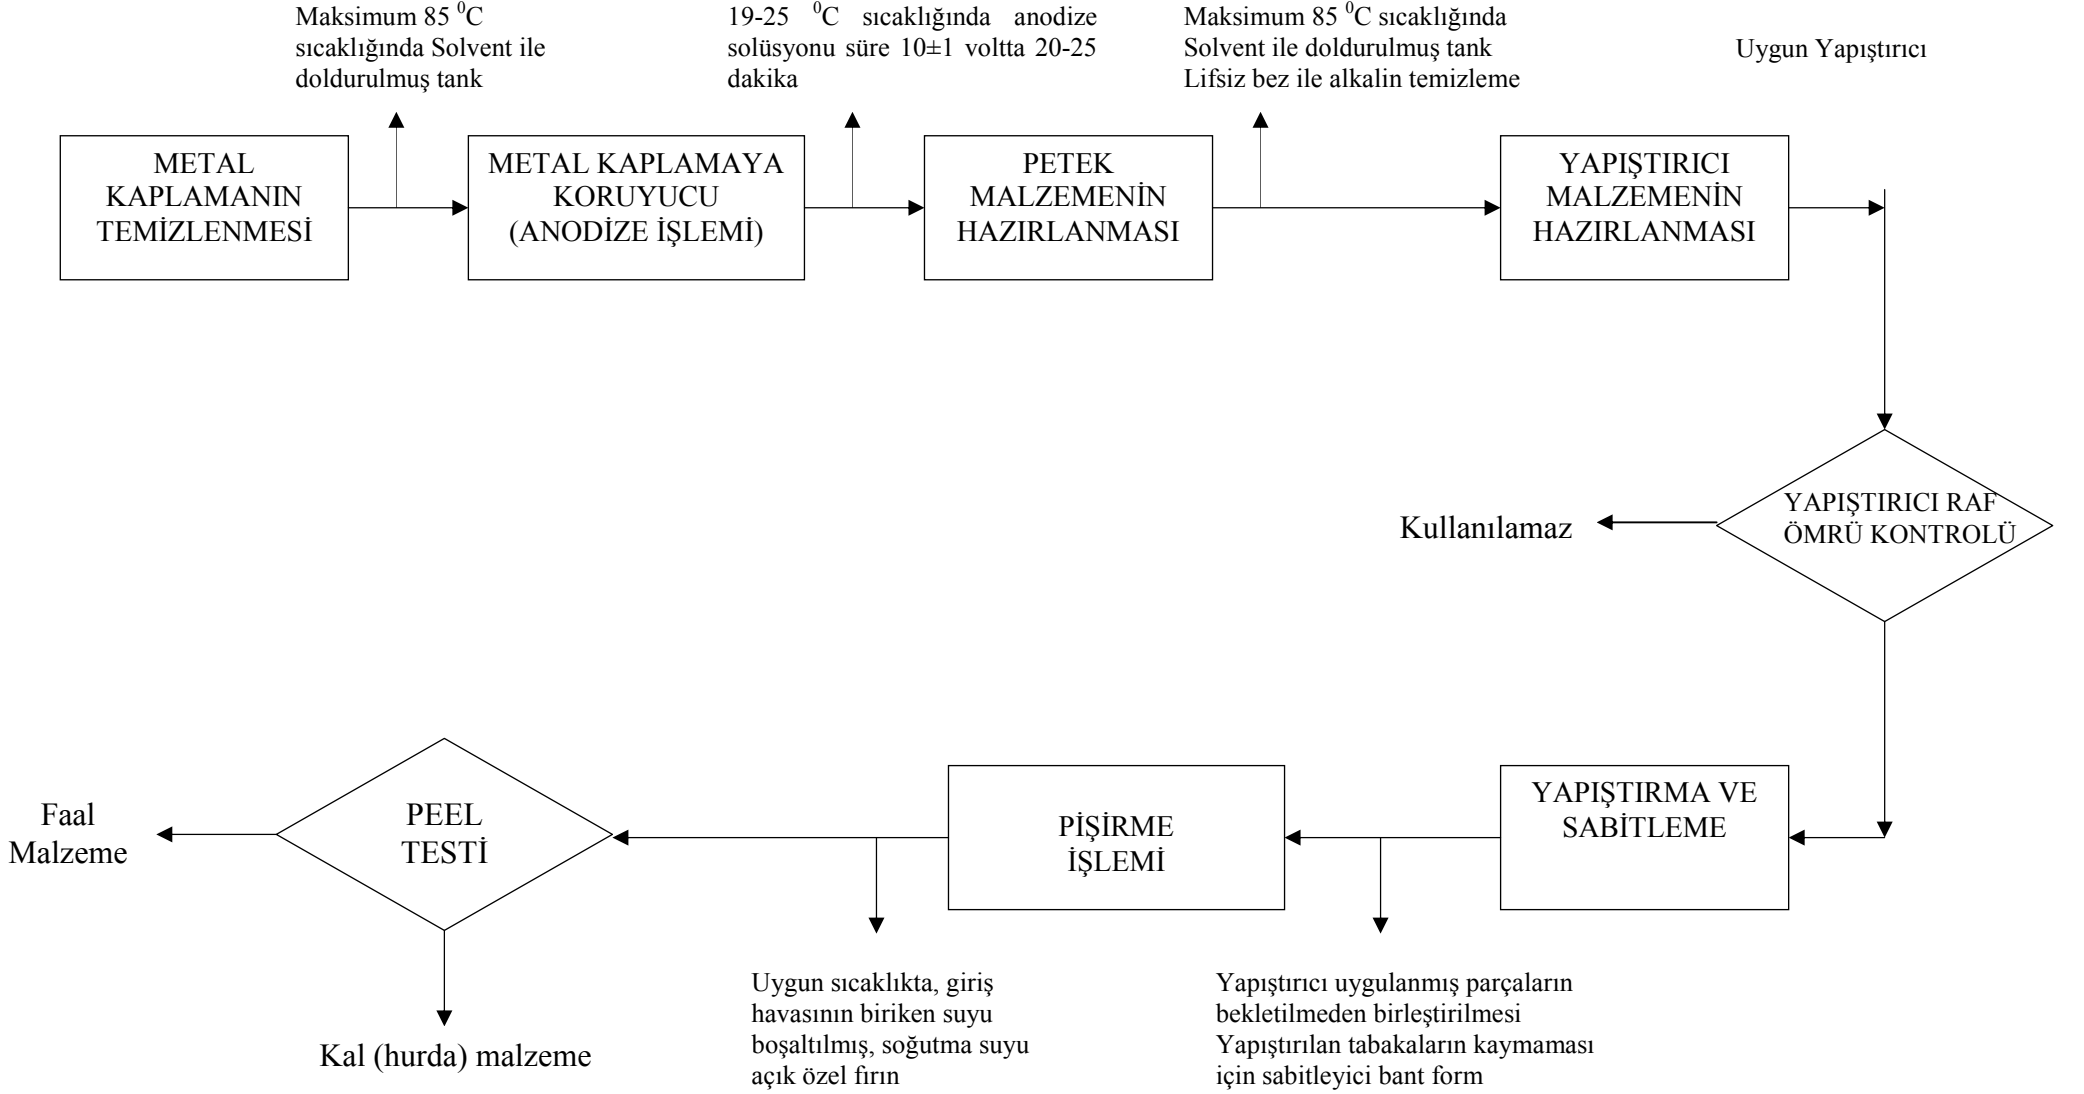 Maksimum 85 ⁰C
sıcaklığında Solvent ile
doldurulmuş tank
19-25 ⁰C sıcaklığında anodize
solüsyonu süre 10±1 voltta 20-25
dakika
Maksimum 85 ⁰C sıcaklığında
Solvent ile doldurulmuş tank
Lifsiz bez ile alkalin temizleme
Uygun Yapıştırıcı
METAL
KAPLAMANIN
TEMİZLENMESİ
METAL KAPLAMAYA
KORUYUCU
(ANODİZE İŞLEMİ)
PETEK
MALZEMENİN
HAZIRLANMASI
YAPIŞTIRICI
MALZEMENİN
HAZIRLANMASI
YAPIŞTIRICI RAF
ÖMRÜ KONTROLÜ
Kullanılamaz
YAPIŞTIRMA VE
SABİTLEME
PİŞİRME
İŞLEMİ
PEEL
TESTİ
Faal
Malzeme
Kal (hurda) malzeme
Uygun sıcaklıkta, giriş
havasının biriken suyu
boşaltılmış, soğutma suyu
açık özel fırın
Yapıştırıcı uygulanmış parçaların
bekletilmeden birleştirilmesi
Yapıştırılan tabakaların kaymaması
için sabitleyici bant form